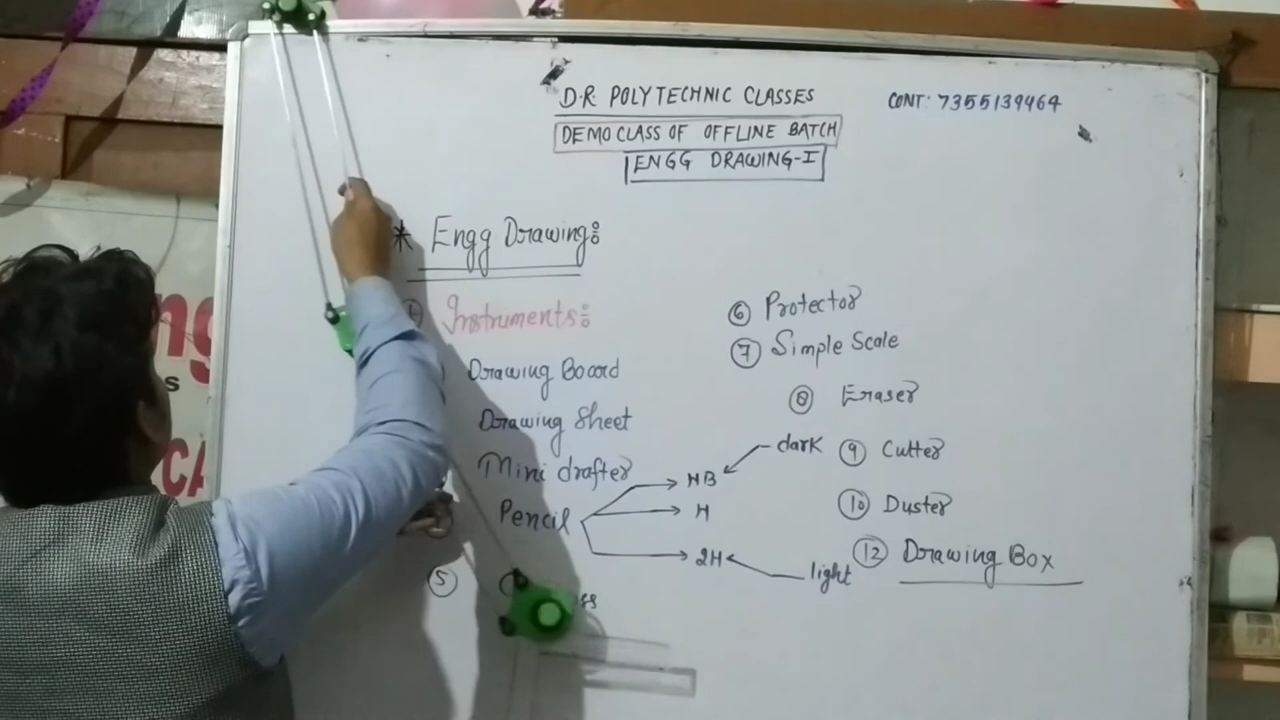 D.R POLYTECHNIC CLASSES
CONT: 7355139464
DEMO CLASS OF OFFLINE BATCH
ENGG DRAWING-I
* Engg Drawing:
Instruments:
Drawing Board
Drawing Sheet
Mini drafter
Pencil
HB
dark
H
2H
light
5
6 Protector
7 Simple Scale
8 Eraser
9 Cutter
10 Duster
12 Drawing Box